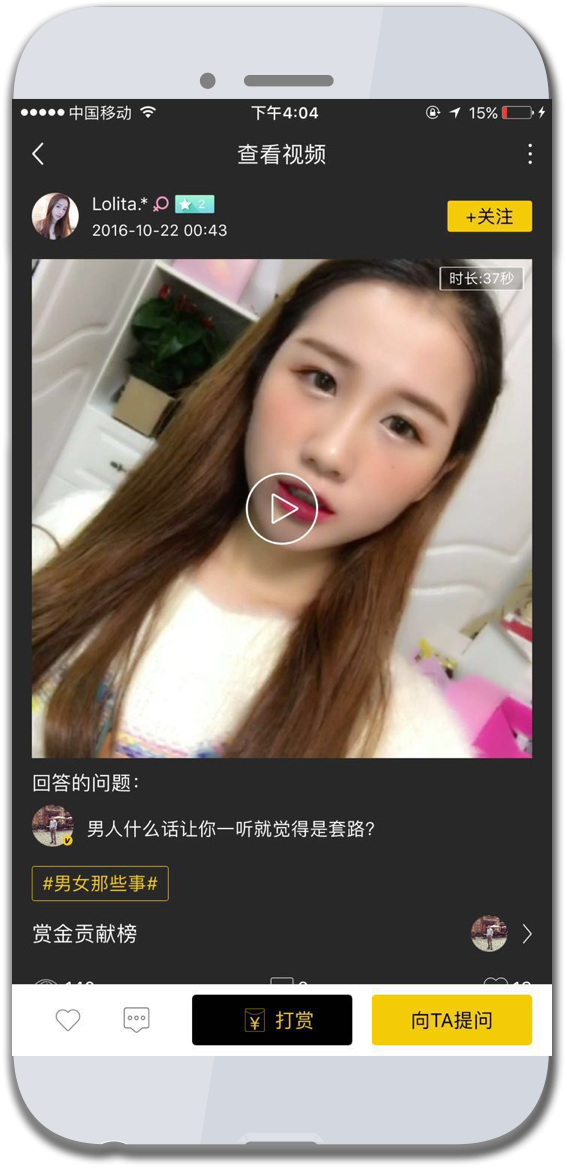 中国移动 下午4:04 15%
查看视频
Lolita.* 2
2016-10-22 00:43
+关注
时长:37秒
回答的问题：
男人什么话让你一听就觉得是套路?
#男女那些事#
赏金贡献榜
¥ 打赏
向TA提问